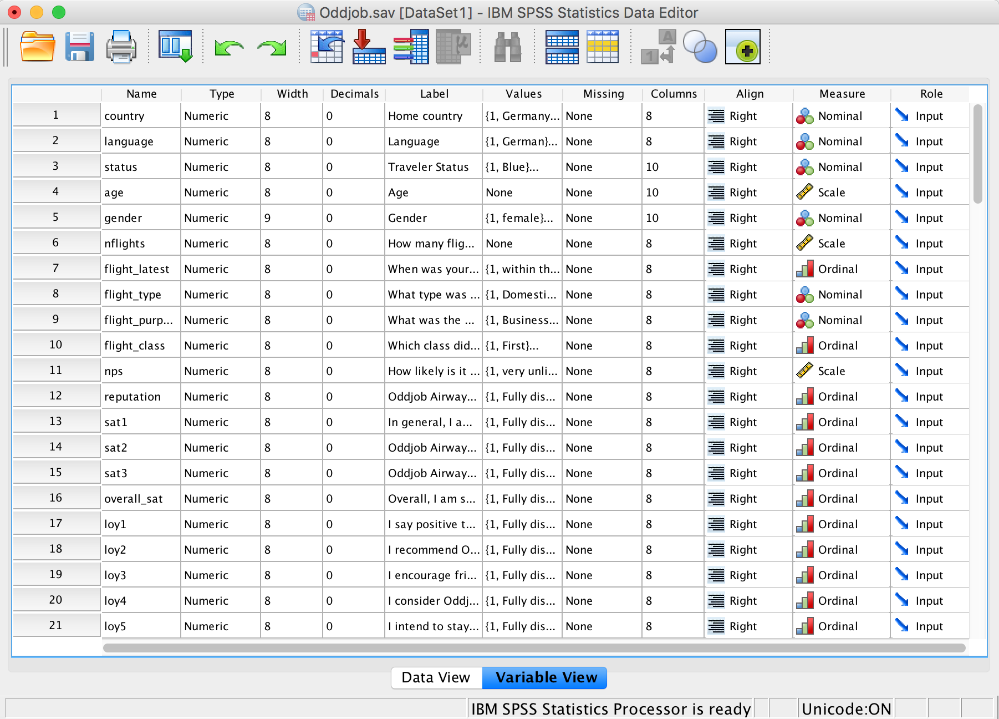 Oddjob.sav [DataSet1] - IBM SPSS Statistics Data Editor
Name Type Width Decimals Label Values Missing Columns Align Measure Role
1 country Numeric 8 0 Home country {1, Germany... None 8 Right Nominal Input
2 language Numeric 8 0 Language {1, German}... None 8 Right Nominal Input
3 status Numeric 8 0 Traveler Status {1, Blue}... None 10 Right Nominal Input
4 age Numeric 8 0 Age None None 10 Right Scale Input
5 gender Numeric 9 0 Gender {1, female}... None 10 Right Nominal Input
6 nflights Numeric 8 0 How many flig... None None 8 Right Scale Input
7 flight_latest Numeric 8 0 When was your... {1, within th... None 8 Right Ordinal Input
8 flight_type Numeric 8 0 What type was ... {1, Domesti... None 8 Right Nominal Input
9 flight_purp... Numeric 8 0 What was the ... {1, Business... None 8 Right Nominal Input
10 flight_class Numeric 8 0 Which class did... {1, First}... None 8 Right Ordinal Input
11 nps Numeric 8 0 How likely is it ... {1, very unli... None 8 Right Scale Input
12 reputation Numeric 8 0 Oddjob Airway... {1, Fully dis... None 8 Right Ordinal Input
13 sat1 Numeric 8 0 In general, I a... {1, Fully dis... None 8 Right Ordinal Input
14 sat2 Numeric 8 0 Oddjob Airway... {1, Fully dis... None 8 Right Ordinal Input
15 sat3 Numeric 8 0 Oddjob Airway... {1, Fully dis... None 8 Right Ordinal Input
16 overall_sat Numeric 8 0 Overall, I am s... {1, Fully dis... None 8 Right Ordinal Input
17 loy1 Numeric 8 0 I say positive t... {1, Fully dis... None 8 Right Ordinal Input
18 loy2 Numeric 8 0 I recommend O... {1, Fully dis... None 8 Right Ordinal Input
19 loy3 Numeric 8 0 I encourage fri... {1, Fully dis... None 8 Right Ordinal Input
20 loy4 Numeric 8 0 I consider Oddj... {1, Fully dis... None 8 Right Ordinal Input
21 loy5 Numeric 8 0 I intend to stay... {1, Fully dis... None 8 Right Ordinal Input
Data View Variable View
IBM SPSS Statistics Processor is ready Unicode:ON